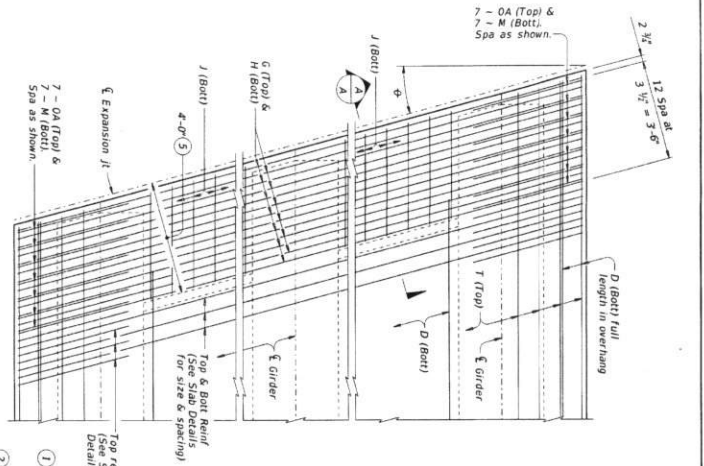 7 ~ OA (Top) &
7 ~ M (Bott).
Spa as shown.
2 ¾"
12 Spa at
3 ½" = 3'-6"
J (Bott)
A
A
θ
G (Top) &
H (Bott)
J (Bott)
4'-0" 5
℄ Expansion jt
7 ~ OA (Top) &
7 ~ M (Bott).
Spa as shown.
D (Bott) full
length in overhang
T (Top)
℄ Girder
D (Bott)
℄ Girder
Top & Bott Reinf
(See Slab Details
for size & spacing)
Top
(See
Detail
1
2